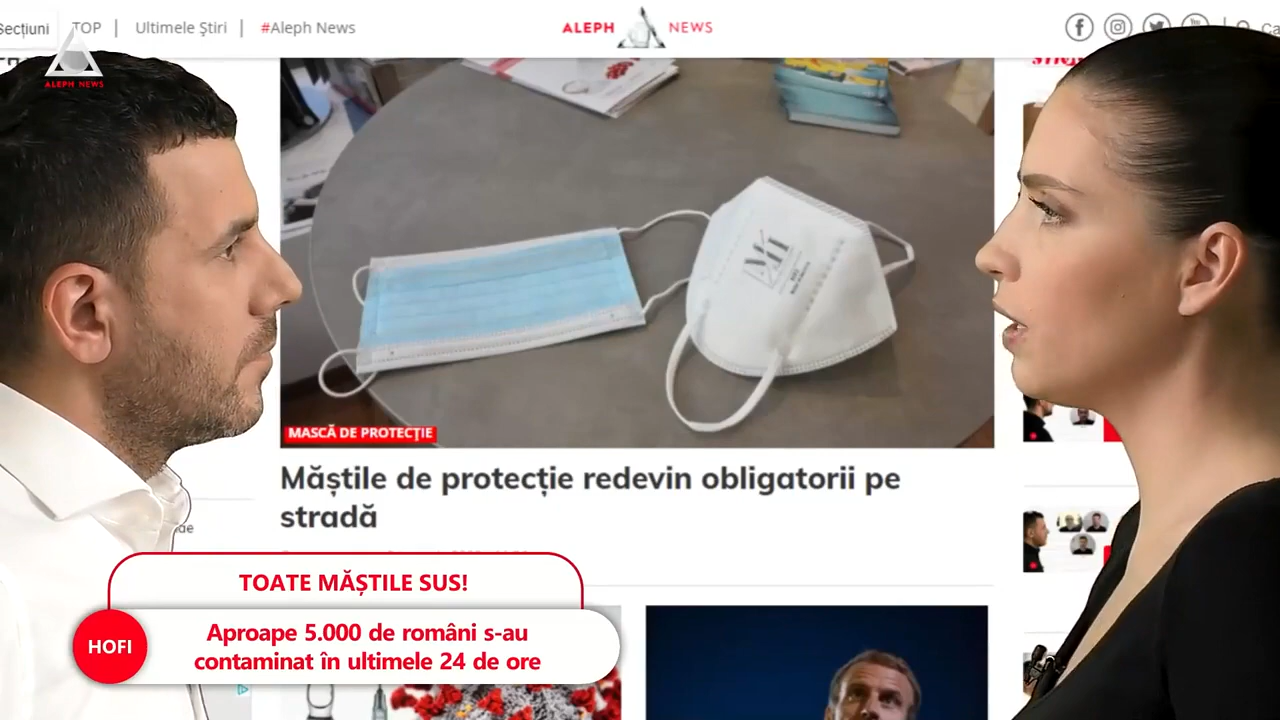 Secțiuni
TOP | Ultimele Știri | #Aleph News
ALEPH NEWS
ALEPH NEWS
MASCĂ DE PROTECȚIE
Măștile de protecție redevin obligatorii pe
stradă
TOATE MĂȘTILE SUS!
HOFI
Aproape 5.000 de români s-au
contaminat în ultimele 24 de ore